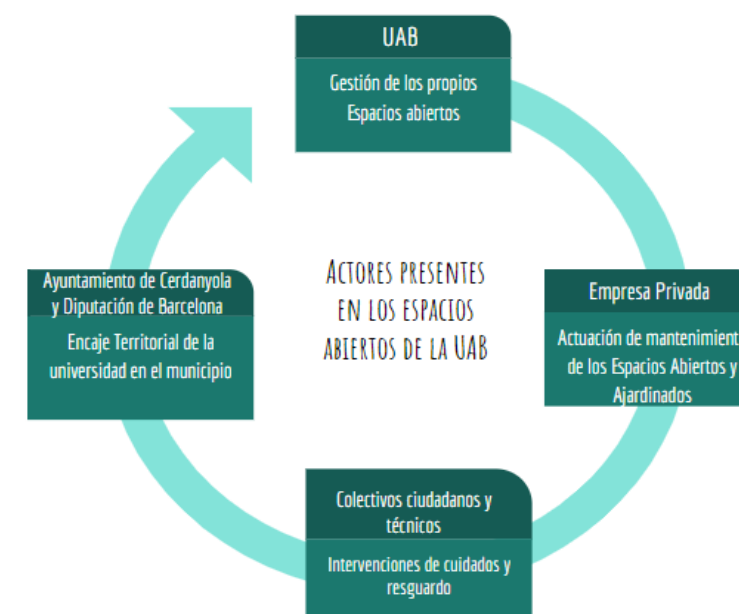 UAB
Gestión de los propios
Espacios abiertos
Ayuntamiento de Cerdanyola
y Diputación de Barcelona
Encaje Territorial de la
universidad en el municipio
ACTORES PRESENTES
EN LOS ESPACIOS
ABIERTOS DE LA UAB
Empresa Privada
Actuación de mantenimient
de los Espacios Abiertos y
Ajardinados
Colectivos ciudadanos y
técnicos
Intervenciones de cuidados y
resguardo